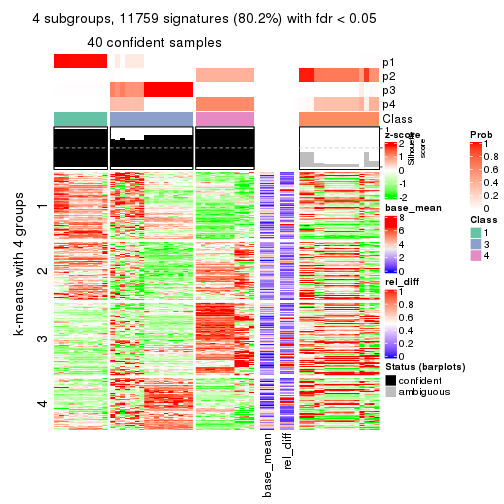 4 subgroups, 11759 signatures (80.2%) with fdr < 0.05
40 confident samples
p1
p2
p3
p4
Class
1
Silhouette
score
k-means with 4 groups
1
2
3
4
base_mean
rel_diff
z-score
2
1
0
-1
-2
base_mean
8
6
4
2
0
rel_diff
1
0.8
0.6
0.4
0.2
0
Status (barplots)
confident
ambiguous
Prob
1
0.8
0.6
0.4
0.2
0
Class
1
3
4